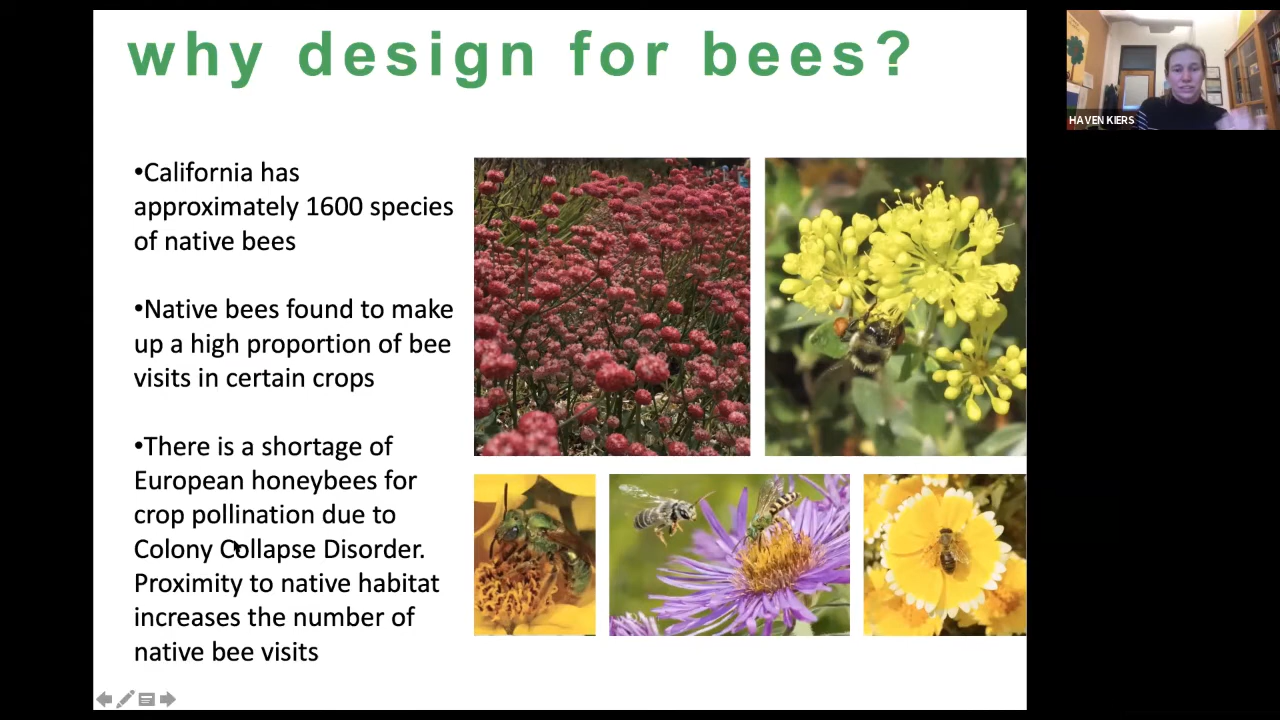 why design for bees?
HAVEN KIERS
•California has
approximately 1600 species
of native bees
•Native bees found to make
up a high proportion of bee
visits in certain crops
•There is a shortage of
European honeybees for
crop pollination due to
Colony Collapse Disorder.
Proximity to native habitat
increases the number of
native bee visits